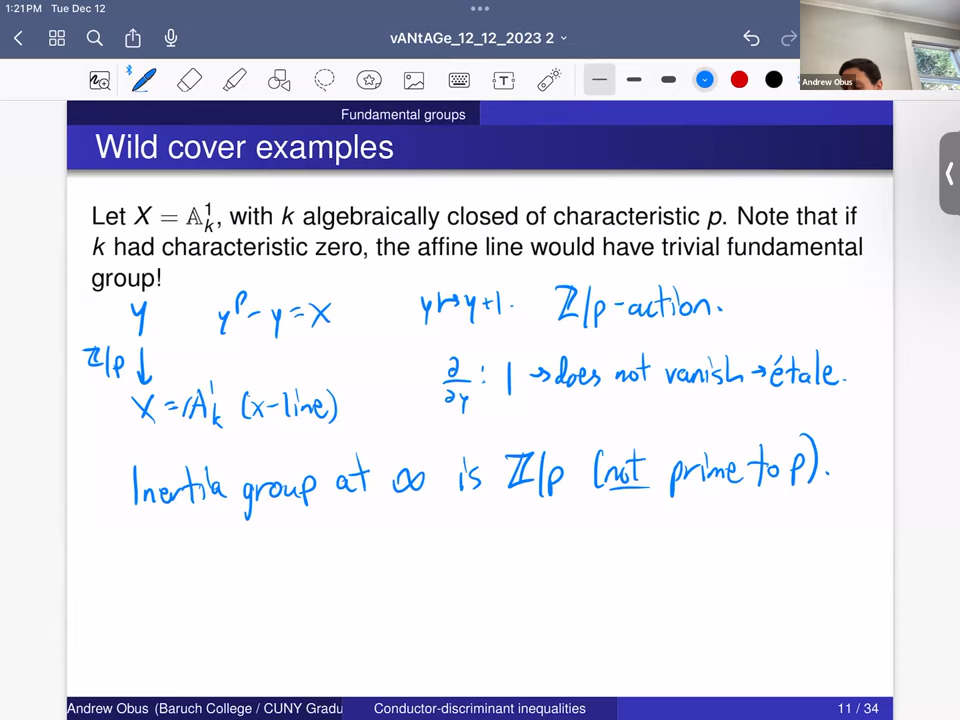 1:21 PM Tue Dec 12
vANtAGe_12_12_2023 2
Andrew Obus
Fundamental groups
Wild cover examples
Let X = 𝔸¹ₖ, with k algebraically closed of characteristic p. Note that if
k had characteristic zero, the affine line would have trivial fundamental
group!
Y yᵖ - y = x y ↦ y+1. ℤ/p-action.
ℤ/p ↓ ∂/∂y : 1 → does not vanish → étale.
X = 𝔸¹ₖ (x-line)
Inertia group at ∞ is ℤ/p (not prime to p).
Andrew Obus (Baruch College / CUNY Gradu Conductor-discriminant inequalities 11 / 34